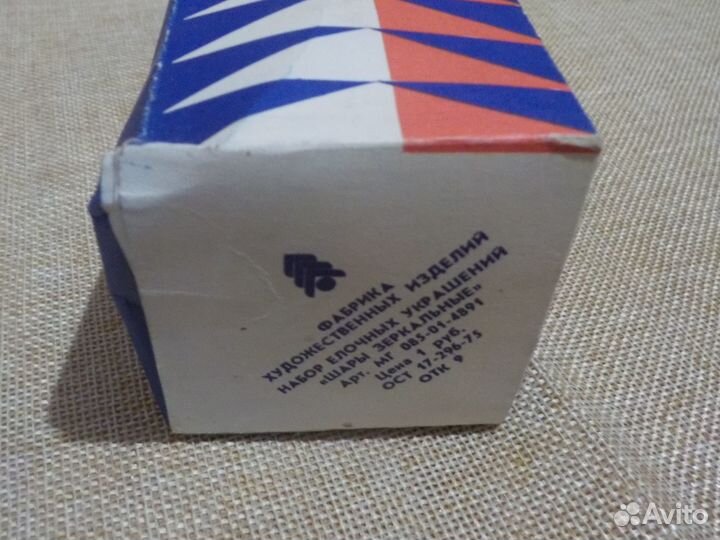 ФАБРИКА
ХУДОЖЕСТВЕННЫХ ИЗДЕЛИЙ
НАБОР ЕЛОЧНЫХ УКРАШЕНИЙ
«ШАРЫ ЗЕРКАЛЬНЫЕ»
АРТ. МГ 085-01-4891
Цена 1 РУБ.
ОСТ 17-296-75
ОТК 9
Avito